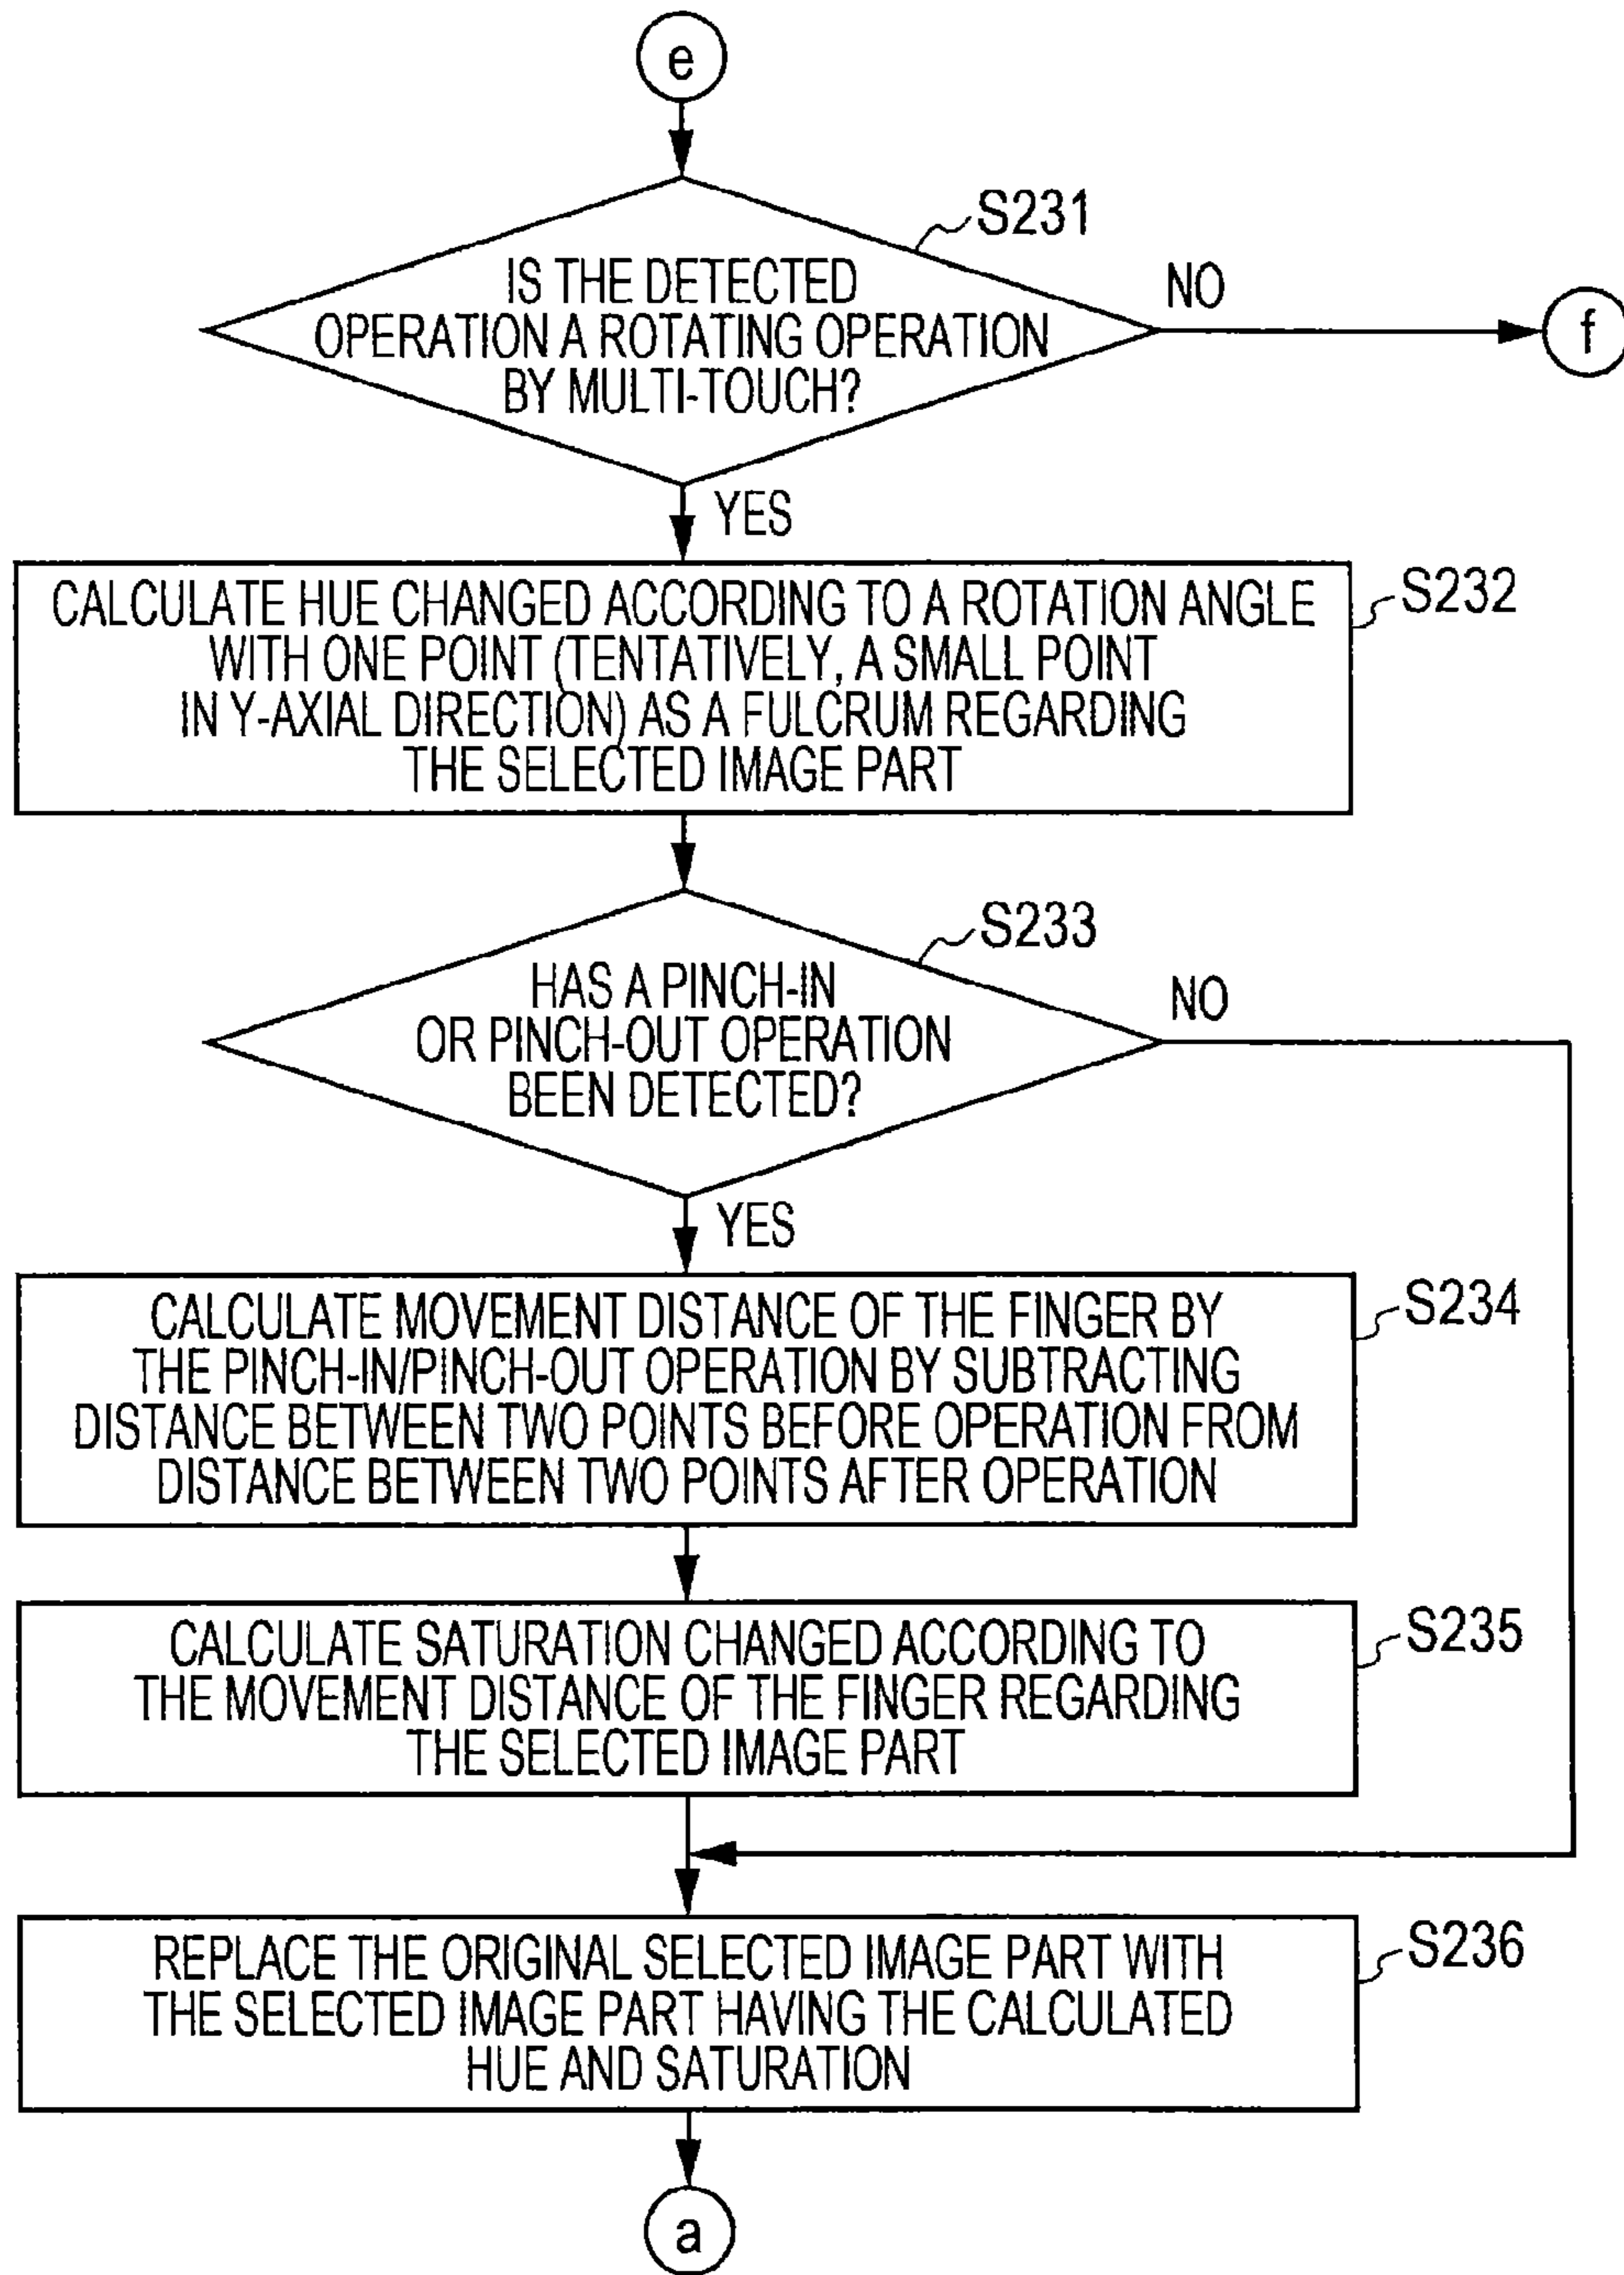 e
S231
IS THE DETECTED
OPERATION A ROTATING OPERATION
BY MULTI-TOUCH?
NO
f
YES
S232
CALCULATE HUE CHANGED ACCORDING TO A ROTATION ANGLE
WITH ONE POINT (TENTATIVELY, A SMALL POINT
IN Y-AXIAL DIRECTION) AS A FULCRUM REGARDING
THE SELECTED IMAGE PART
S233
HAS A PINCH-IN
OR PINCH-OUT OPERATION
BEEN DETECTED?
NO
YES
S234
CALCULATE MOVEMENT DISTANCE OF THE FINGER BY
THE PINCH-IN/PINCH-OUT OPERATION BY SUBTRACTING
DISTANCE BETWEEN TWO POINTS BEFORE OPERATION FROM
DISTANCE BETWEEN TWO POINTS AFTER OPERATION
S235
CALCULATE SATURATION CHANGED ACCORDING TO
THE MOVEMENT DISTANCE OF THE FINGER REGARDING
THE SELECTED IMAGE PART
S236
REPLACE THE ORIGINAL SELECTED IMAGE PART WITH
THE SELECTED IMAGE PART HAVING THE CALCULATED
HUE AND SATURATION
a